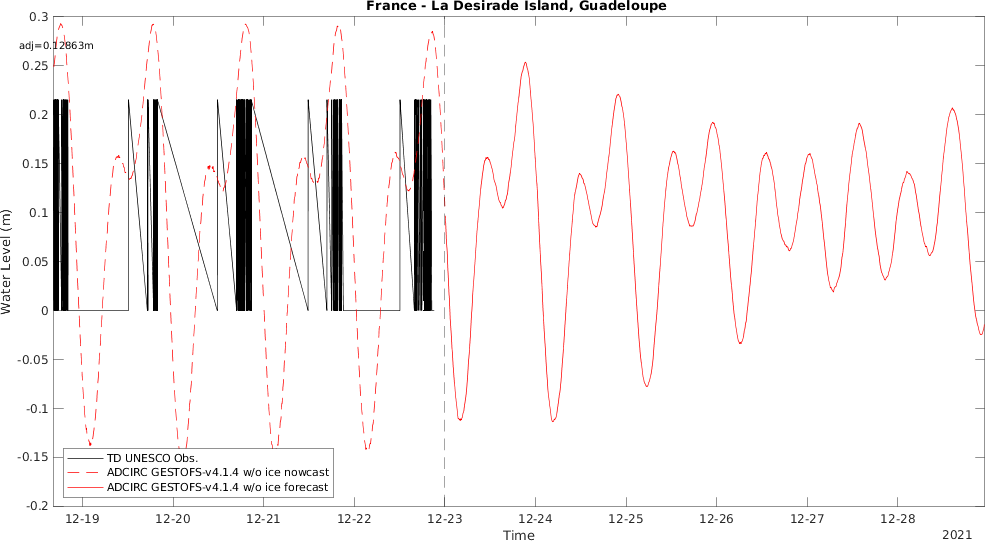 France - La Desirade Island, Guadeloupe
0.3
adj=0.12863m
0.25
0.2
0.15
0.1
0.05
0
-0.05
-0.1
-0.15
-0.2
Water Level (m)
TD UNESCO Obs.
ADCIRC GESTOFS-v4.1.4 w/o ice nowcast
ADCIRC GESTOFS-v4.1.4 w/o ice forecast
12-19 12-20 12-21 12-22 12-23 12-24 12-25 12-26 12-27 12-28
Time
2021